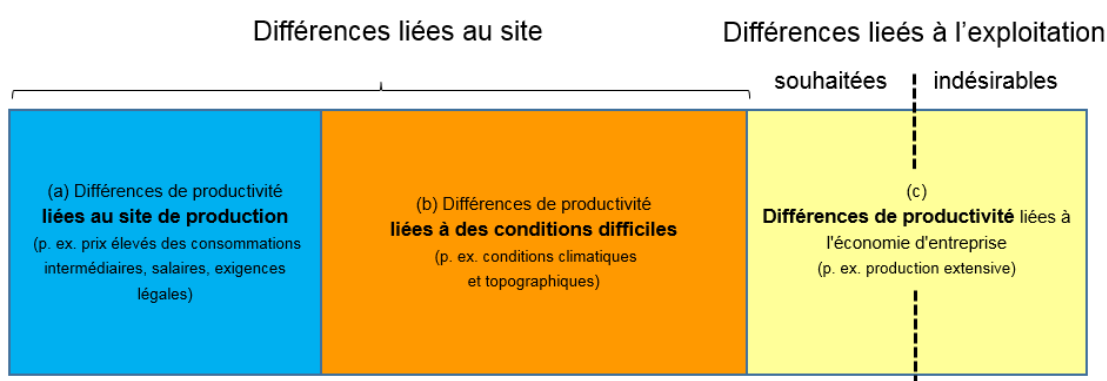 Différences liées au site
Différences lieés à l’exploitation
souhaitées
indésirables
(a) Différences de productivité
liées au site de production
(p. ex. prix élevés des consommations
intermédiaires, salaires, exigences
légales)
(b) Différences de productivité
liées à des conditions difficiles
(p. ex. conditions climatiques
et topographiques)
(c)
Différences de productivité liées à
l'économie d'entreprise
(p. ex. production extensive)